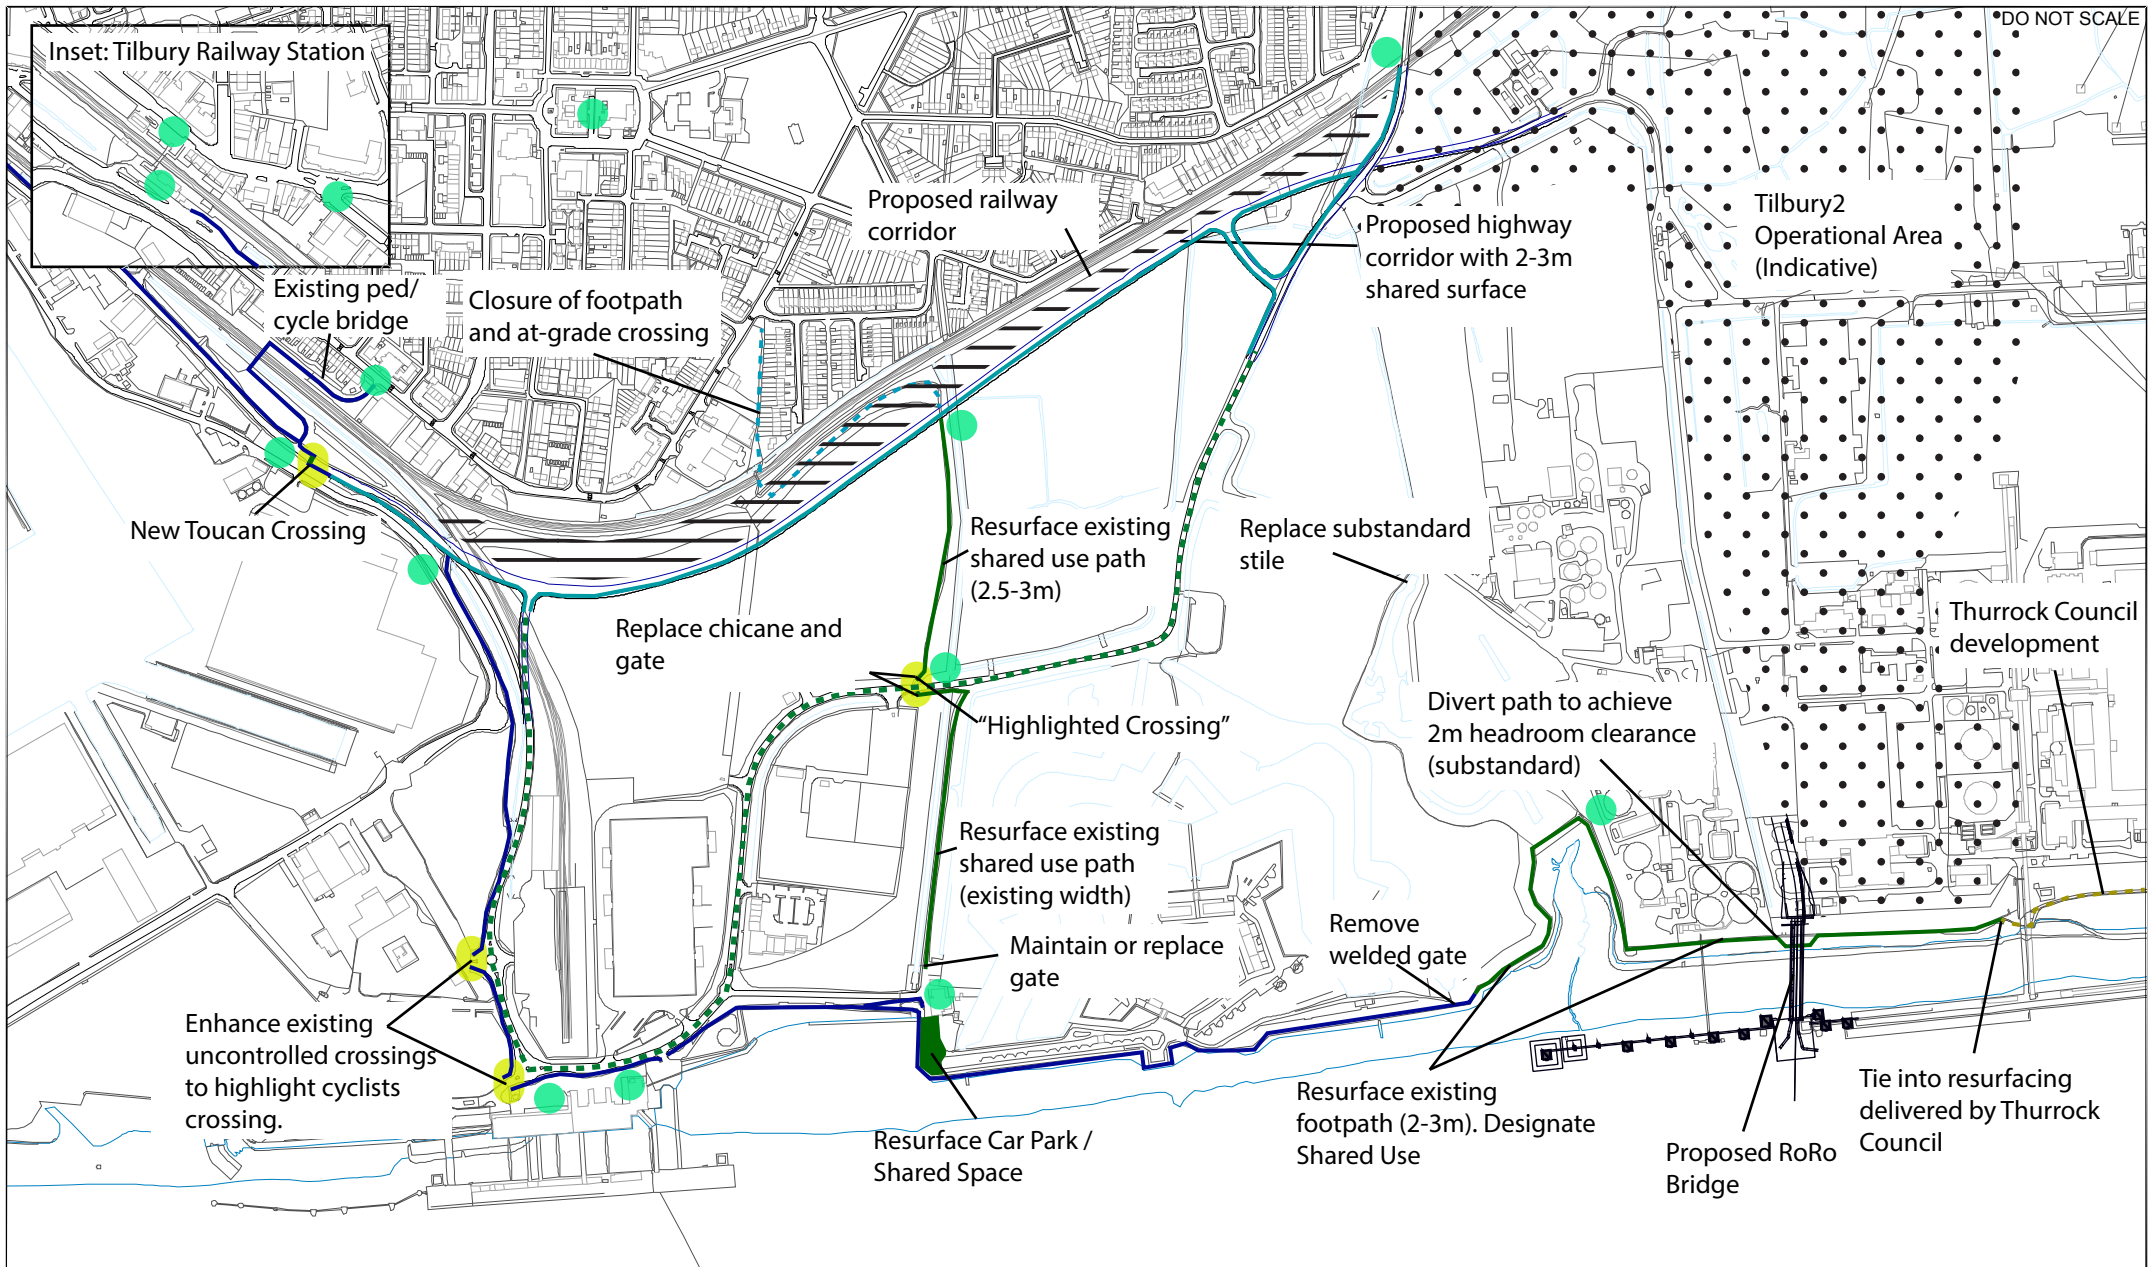 DO NOT SCALE
Inset: Tilbury Railway Station
Proposed railway
corridor
Proposed highway
corridor with 2-3m
shared surface
Tilbury2
Operational Area
(Indicative)
Existing ped/
cycle bridge
Closure of footpath
and at-grade crossing
New Toucan Crossing
Resurface existing
shared use path
(2.5-3m)
Replace substandard
stile
Replace chicane and
gate
Thurrock Council
development
"Highlighted Crossing"
Divert path to achieve
2m headroom clearance
(substandard)
Resurface existing
shared use path
(existing width)
Maintain or replace
gate
Remove
welded gate
Enhance existing
uncontrolled crossings
to highlight cyclists
crossing.
Resurface Car Park /
Shared Space
Resurface existing
footpath (2-3m). Designate
Shared Use
Proposed RoRo
Bridge
Tie into resurfacing
delivered by Thurrock
Council